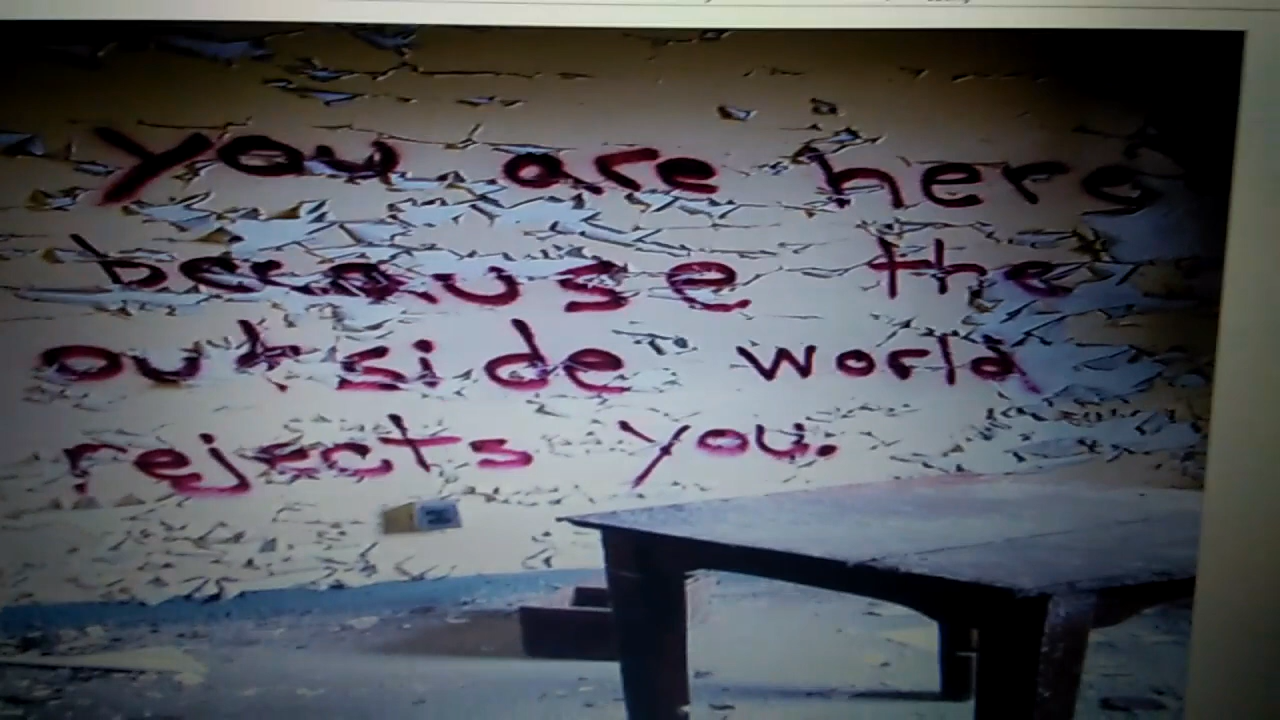 you are here
because the
outside world
rejects you.